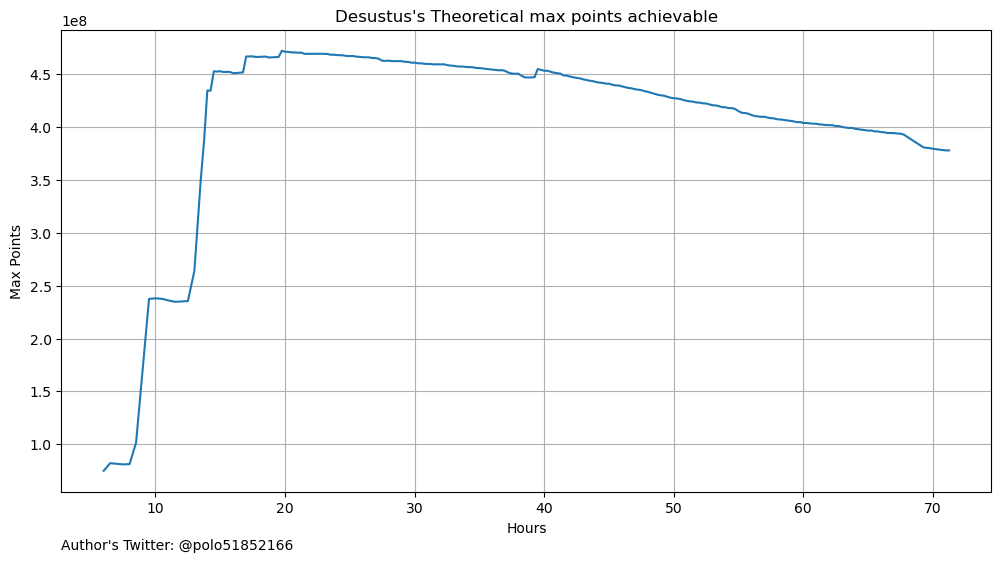 Desustus's Theoretical max points achievable
1e8
4.5
4.0
3.5
3.0
2.5
2.0
1.5
1.0
Max Points
10 20 30 40 50 60 70
Hours
Author's Twitter: @polo51852166